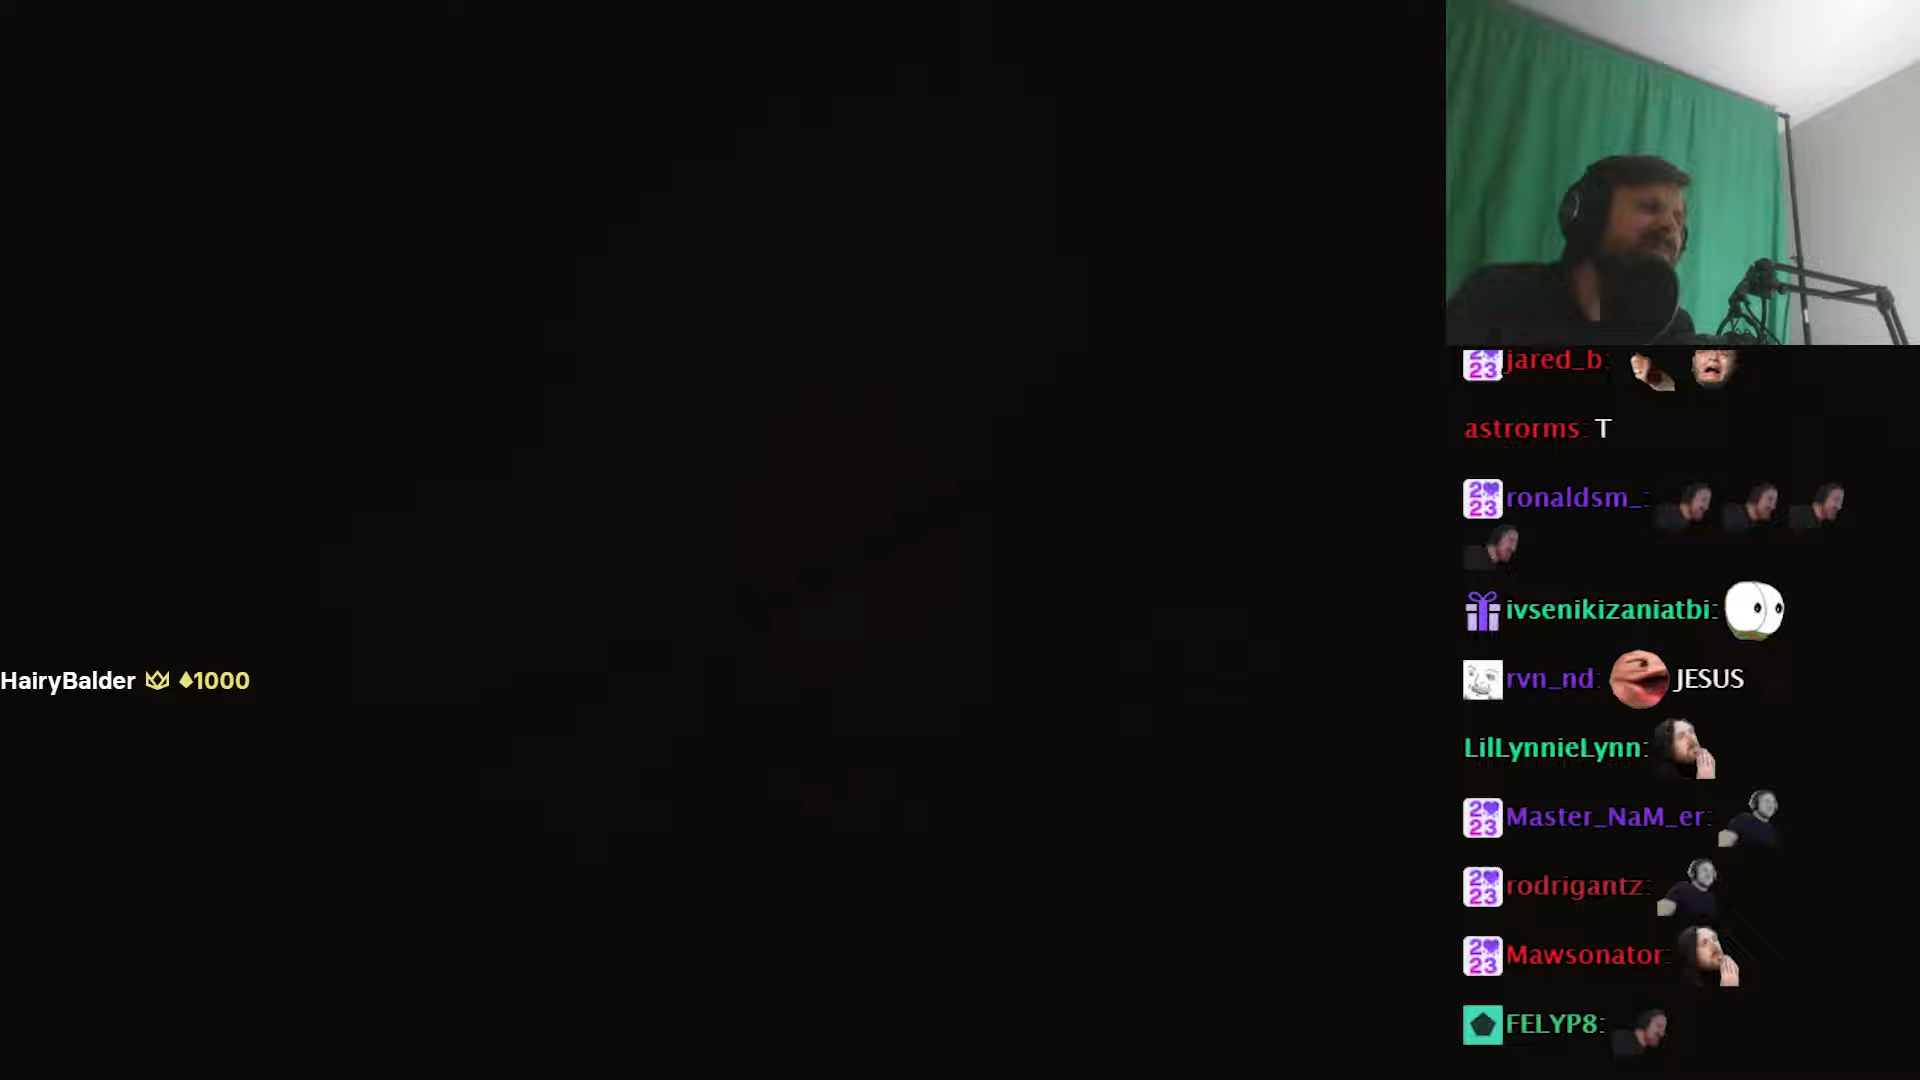 jared_b:
astrorms: T
ronaldsm_:
ivsenikizaniatbi:
HairyBalder 1000
rvn_nd: JESUS
LilLynnieLynn:
Master_NaM_er:
rodrigantz:
Mawsonator:
FELYP8: